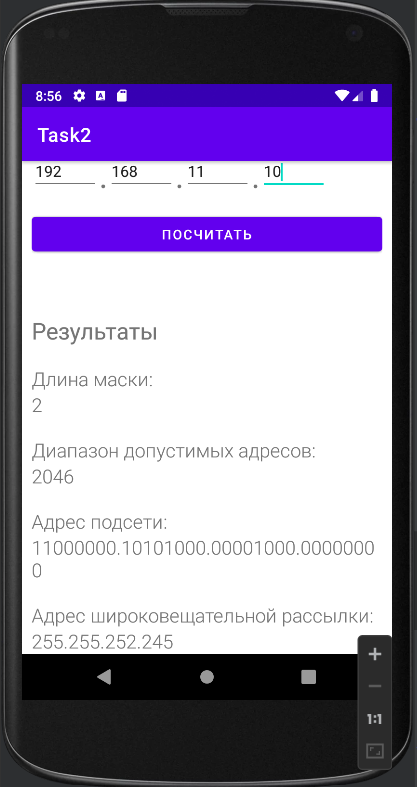 8:56
Task2
192 . 168 . 11 . 10
ПОСЧИТАТЬ
Результаты
Длина маски:
2
Диапазон допустимых адресов:
2046
Адрес подсети:
11000000.10101000.00001000.0000000
0
Адрес широковещательной рассылки:
255.255.252.245
1:1